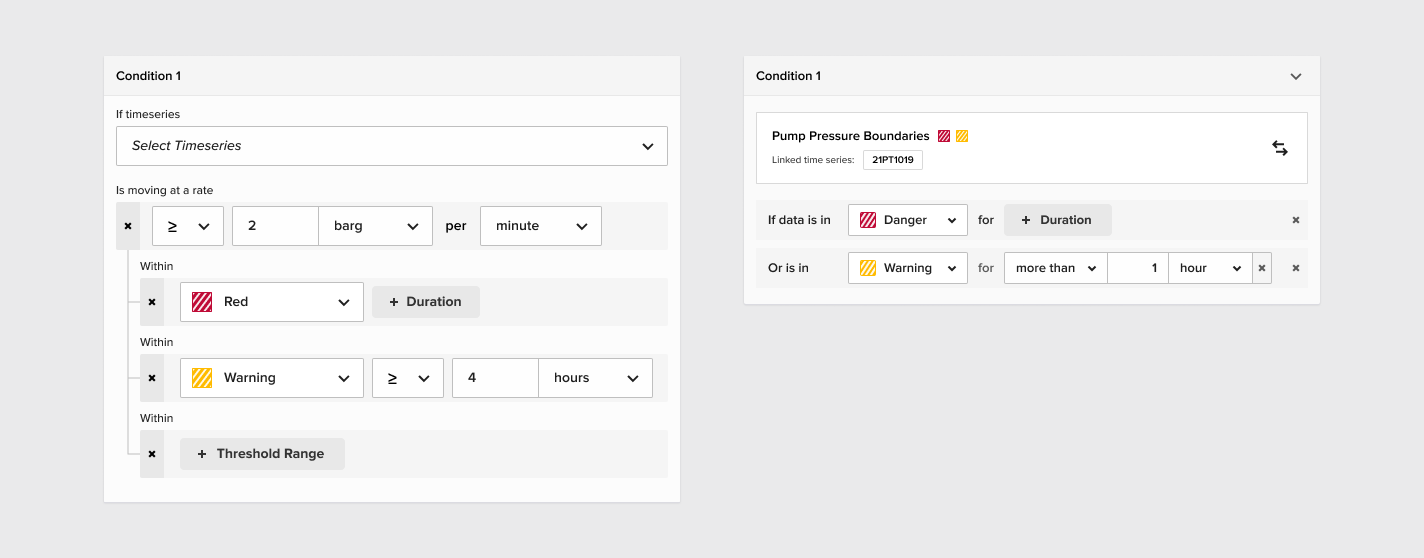 Condition 1
If timeseries
Select Timeseries
Is moving at a rate
≥ 2 barg per minute
Within
Red + Duration
Within
Warning ≥ 4 hours
Within
+ Threshold Range
Condition 1
Pump Pressure Boundaries
Linked time series: 21PT1019
If data is in Danger for + Duration
Or is in Warning for more than 1 hour